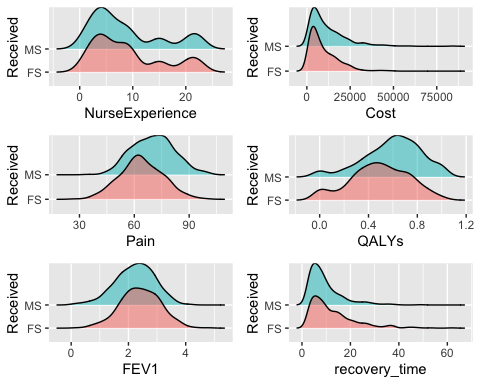 Received
MS
FS
0
10
20
NurseExperience
Received
MS
FS
0
25000
50000
75000
Cost
Received
MS
FS
30
60
90
Pain
Received
MS
FS
0.0
0.4
0.8
1.2
QALYs
Received
MS
FS
0
2
4
FEV1
Received
MS
FS
0
20
40
60
recovery_time